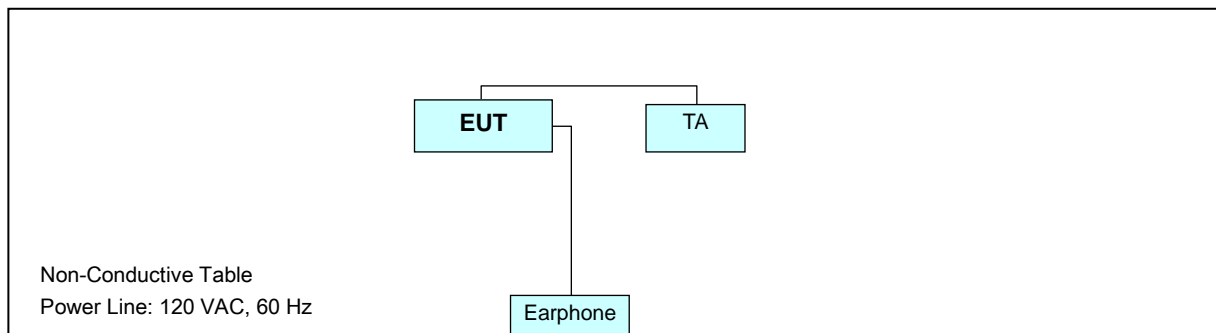 EUT
TA
Non-Conductive Table
Power Line: 120 VAC, 60 Hz
Earphone